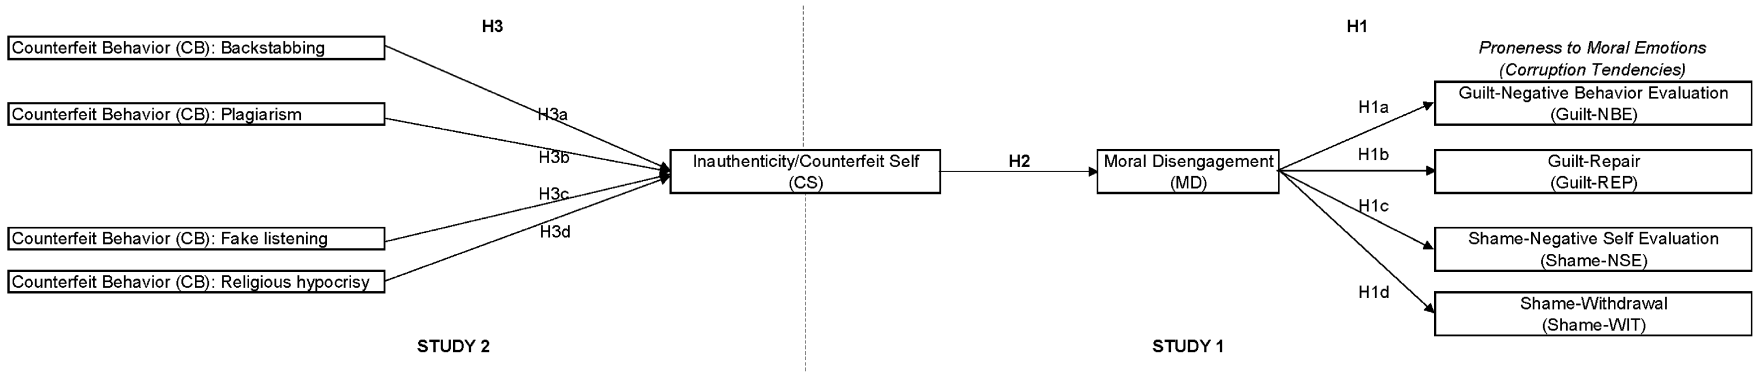 H3
H1
Proneness to Moral Emotions
(Corruption Tendencies)
Counterfeit Behavior (CB): Backstabbing
Counterfeit Behavior (CB): Plagiarism
Counterfeit Behavior (CB): Fake listening
Counterfeit Behavior (CB): Religious hypocrisy
H3a
H3b
H3c
H3d
Inauthenticity/Counterfeit Self
(CS)
H2
Moral Disengagement
(MD)
H1a
H1b
H1c
H1d
Guilt-Negative Behavior Evaluation
(Guilt-NBE)
Guilt-Repair
(Guilt-REP)
Shame-Negative Self Evaluation
(Shame-NSE)
Shame-Withdrawal
(Shame-WIT)
STUDY 2
STUDY 1